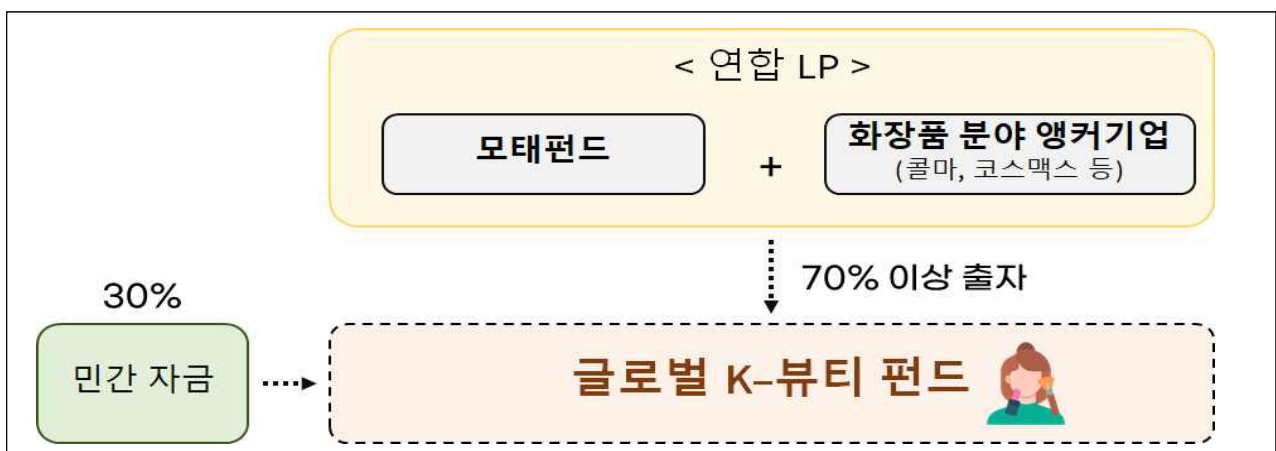 < 연합 LP >
모태펀드
+
화장품 분야 앵커기업
(콜마, 코스맥스 등)
70% 이상 출자
30%
민간 자금
글로벌 K-뷰티 펀드